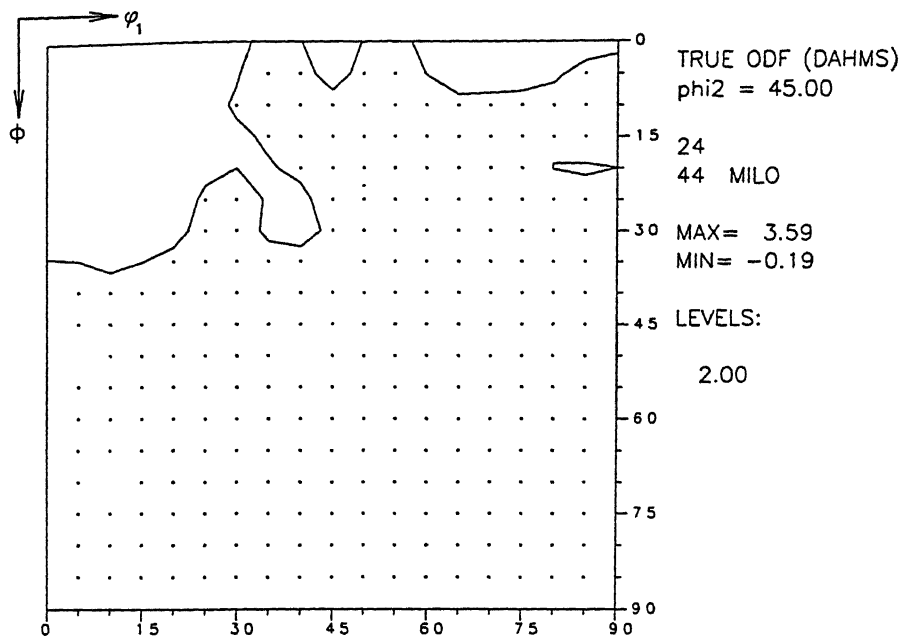 φ1
Φ
TRUE ODF (DAHMS)
phi2 = 45.00
24
44 MILO
MAX= 3.59
MIN= -0.19
LEVELS:
2.00
0
15
30
45
60
75
90
0 15 30 45 60 75 90